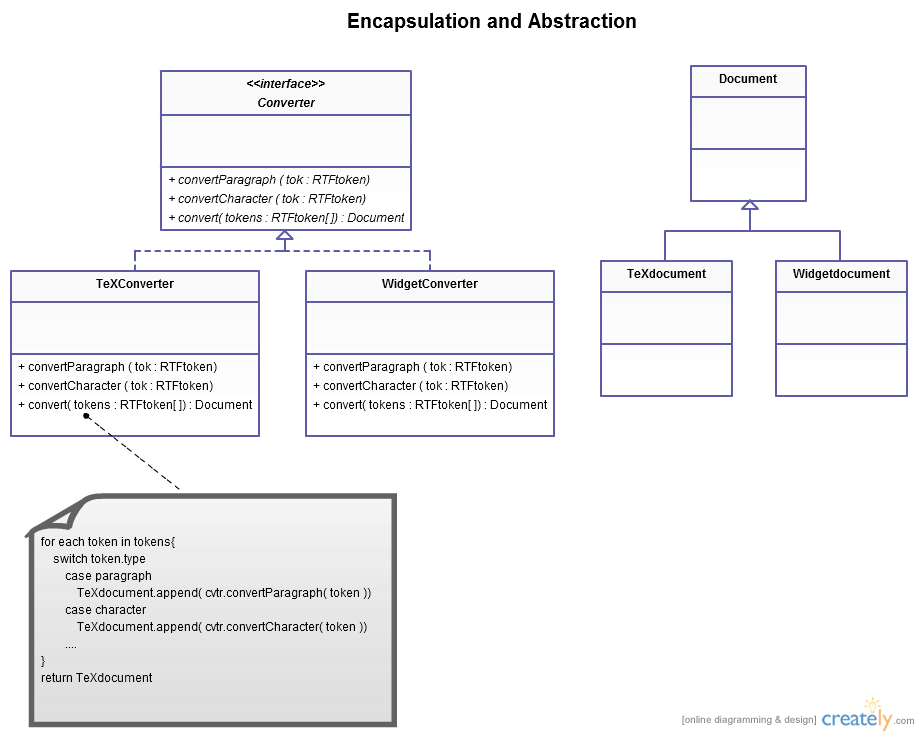 Encapsulation and Abstraction
<<interface>>
Converter
+ convertParagraph ( tok : RTFtoken)
+ convertCharacter ( tok : RTFtoken)
+ convert( tokens : RTFtoken[ ]) : Document
Document
TeXConverter
+ convertParagraph ( tok : RTFtoken)
+ convertCharacter ( tok : RTFtoken)
+ convert( tokens : RTFtoken[ ]) : Document
WidgetConverter
+ convertParagraph ( tok : RTFtoken)
+ convertCharacter ( tok : RTFtoken)
+ convert( tokens : RTFtoken[ ]) : Document
TeXdocument
Widgetdocument
for each token in tokens{
switch token.type
case paragraph
TeXdocument.append( cvtr.convertParagraph( token ))
case character
TeXdocument.append( cvtr.convertCharacter( token ))
....
}
return TeXdocument
[online diagramming & design] creately.com